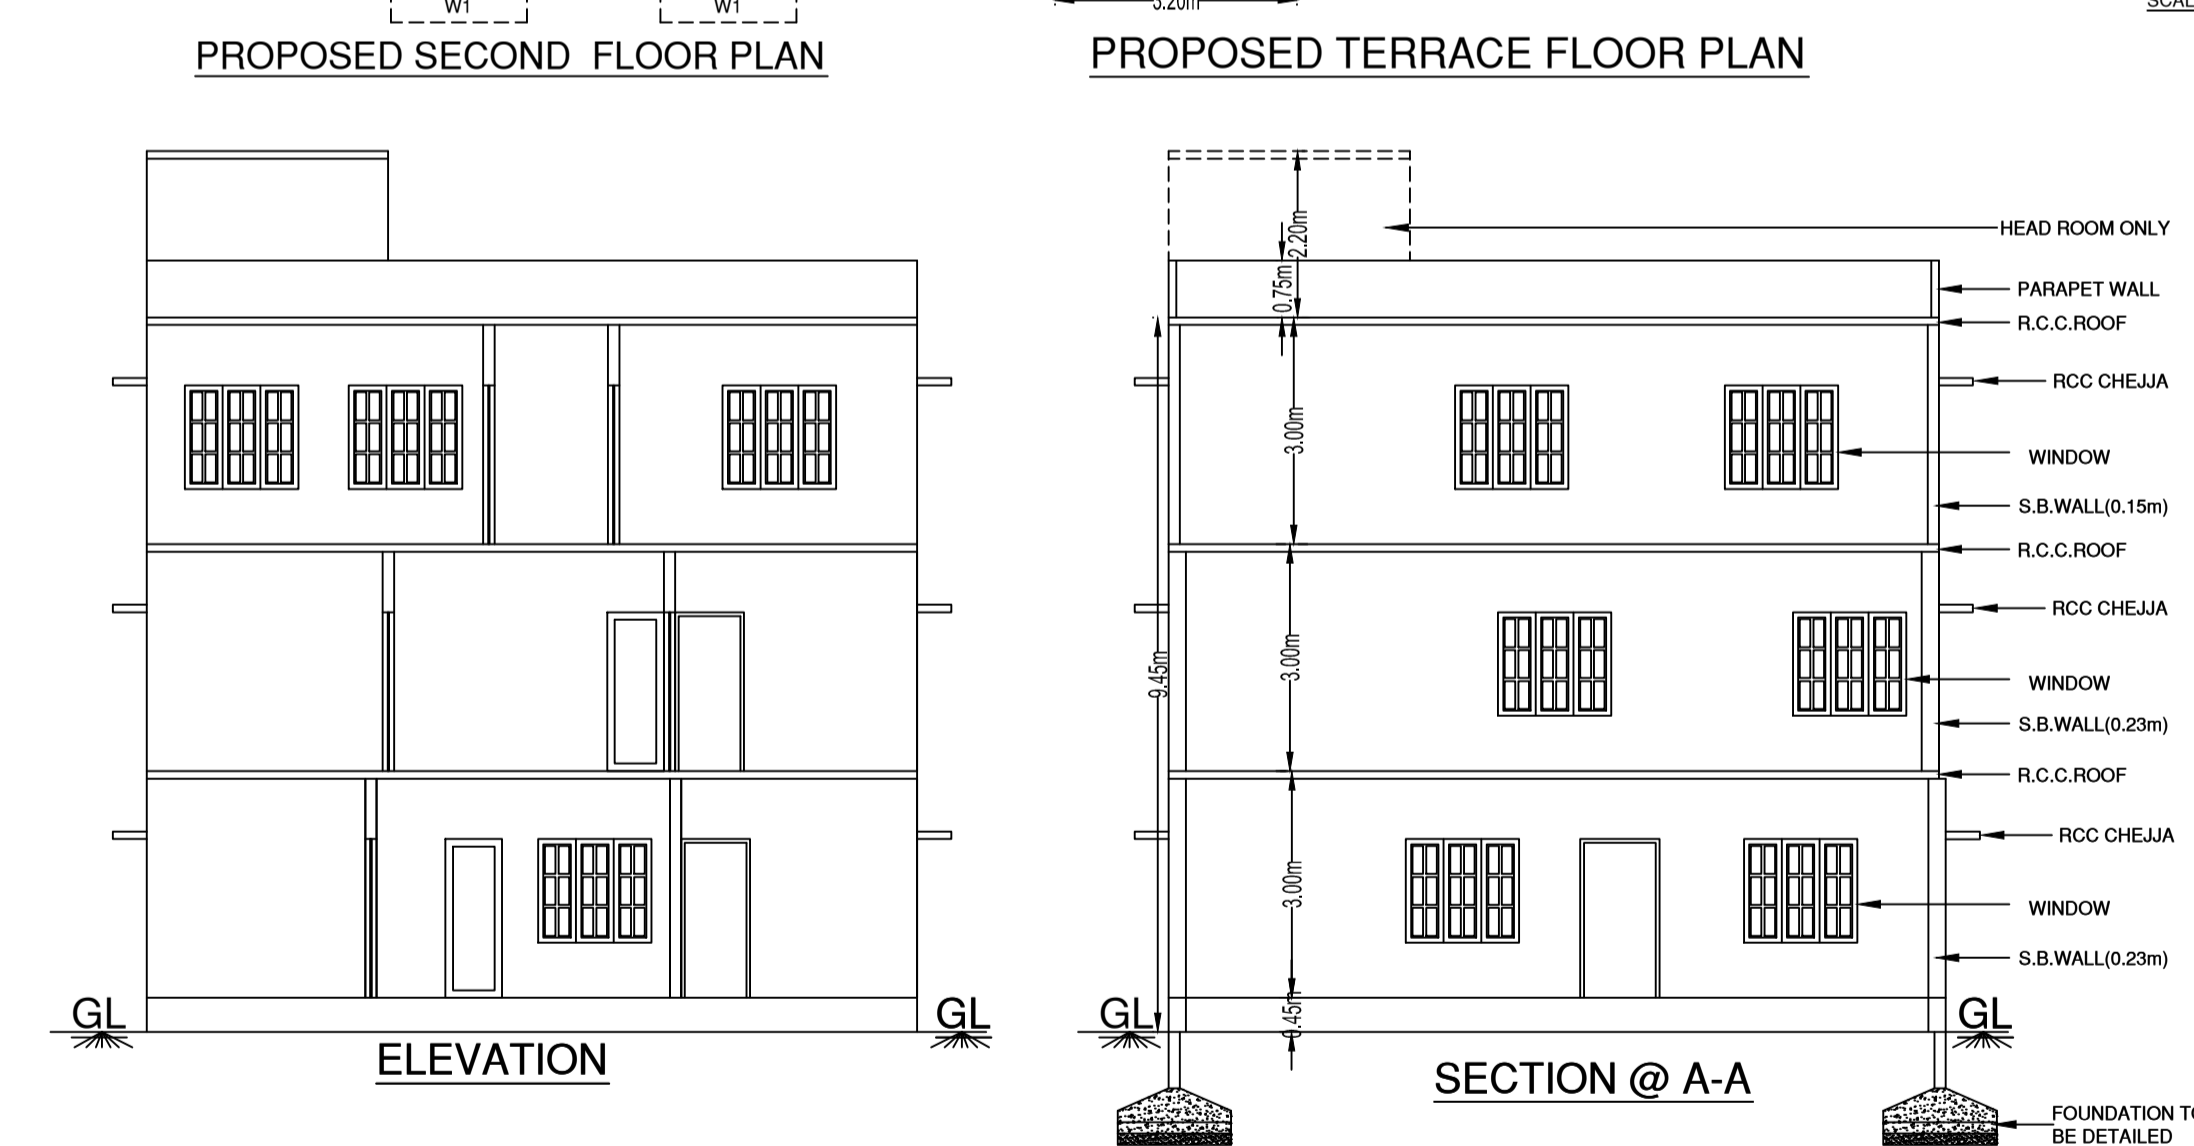 W1
W1
PROPOSED SECOND FLOOR PLAN
PROPOSED TERRACE FLOOR PLAN
HEAD ROOM ONLY
2.20m
0.75m
PARAPET WALL
R.C.C.ROOF
RCC CHEJJA
3.00m
WINDOW
S.B.WALL(0.15m)
R.C.C.ROOF
RCC CHEJJA
3.00m
9.45m
WINDOW
S.B.WALL(0.23m)
R.C.C.ROOF
RCC CHEJJA
3.00m
WINDOW
S.B.WALL(0.23m)
0.45m
GL
GL
GL
GL
ELEVATION
SECTION @ A-A
FOUNDATION
BE DETAILED